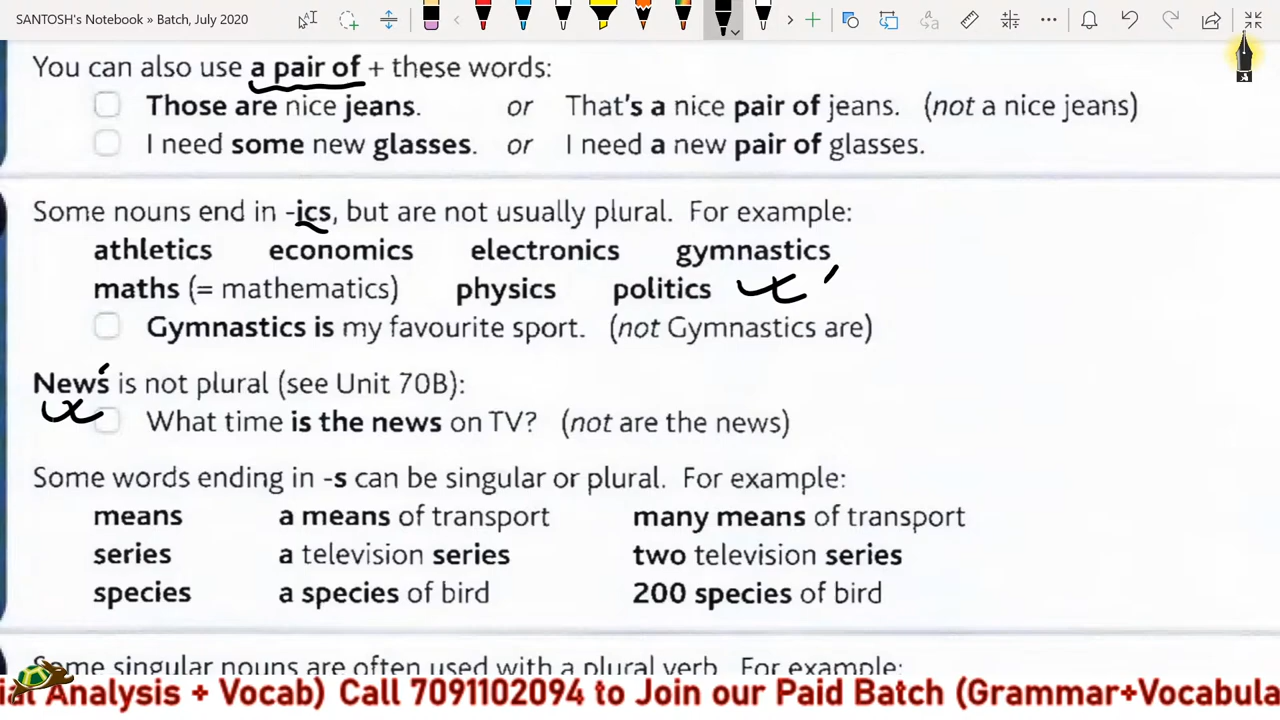 SANTOSH's Notebook » Batch, July 2020
You can also use a pair of + these words:
Those are nice jeans. or That's a nice pair of jeans. (not a nice jeans)
I need some new glasses. or I need a new pair of glasses.
Some nouns end in -ics, but are not usually plural. For example:
athletics economics electronics gymnastics
maths (= mathematics) physics politics
Gymnastics is my favourite sport. (not Gymnastics are)
News is not plural (see Unit 70B):
What time is the news on TV? (not are the news)
Some words ending in -s can be singular or plural. For example:
means a means of transport many means of transport
series a television series two television series
species a species of bird 200 species of bird
Some singular nouns are often used with a plural verb. For example:
ial Analysis + Vocab) Call 7091102094 to Join our Paid Batch (Grammar+Vocabula